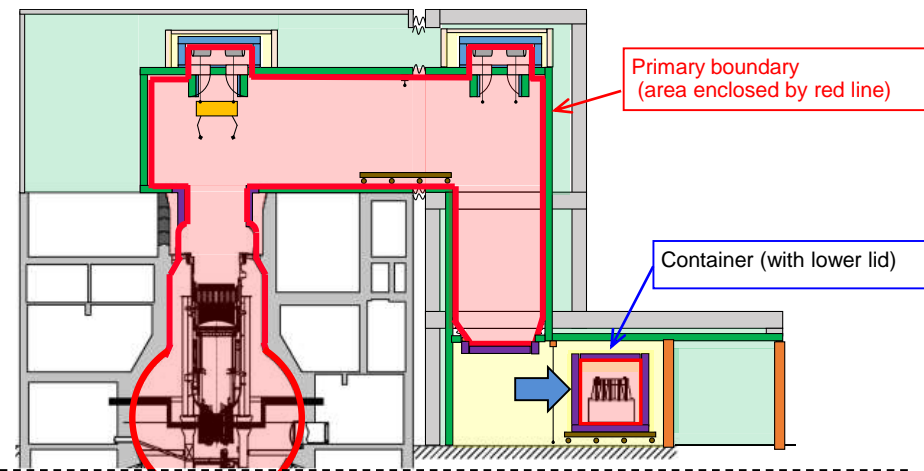 Primary boundary
(area enclosed by red line)
Container (with lower lid)